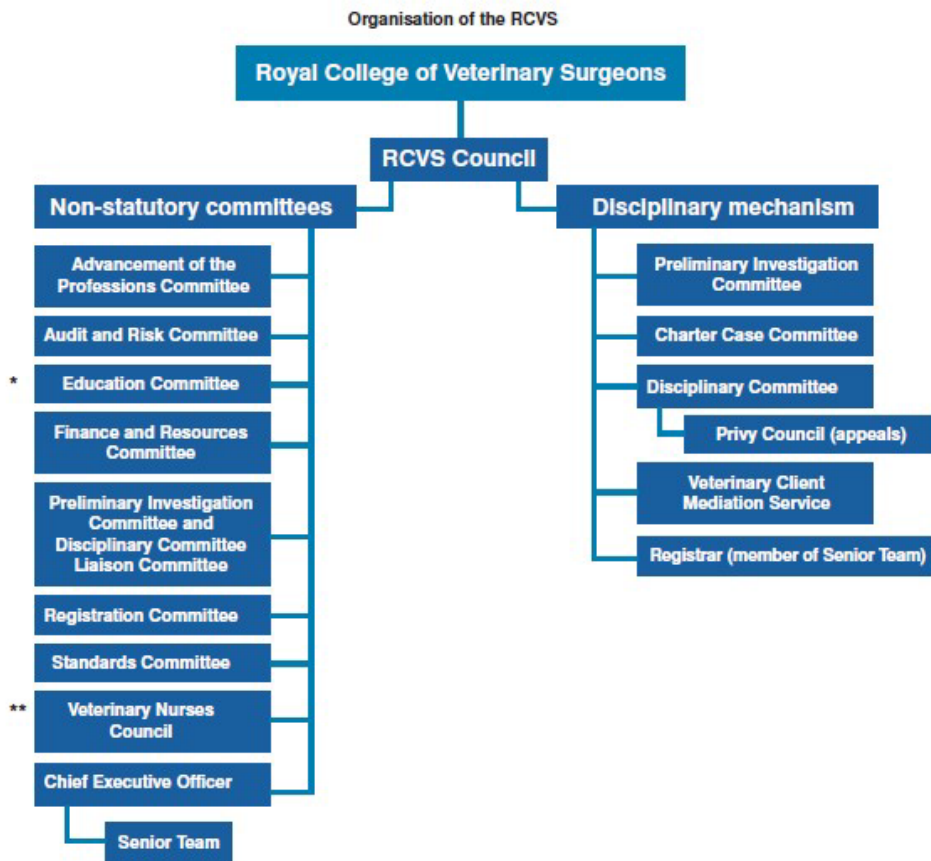 Organisation of the RCVS
Royal College of Veterinary Surgeons
RCVS Council
Non-statutory committees
Advancement of the
Professions Committee
Audit and Risk Committee
*
Education Committee
Finance and Resources
Committee
Preliminary Investigation
Committee and
Disciplinary Committee
Liaison Committee
Registration Committee
Standards Committee
**
Veterinary Nurses
Council
Chief Executive Officer
Senior Team
Disciplinary mechanism
Preliminary Investigation
Committee
Charter Case Committee
Disciplinary Committee
Privy Council (appeals)
Veterinary Client
Mediation Service
Registrar (member of Senior Team)